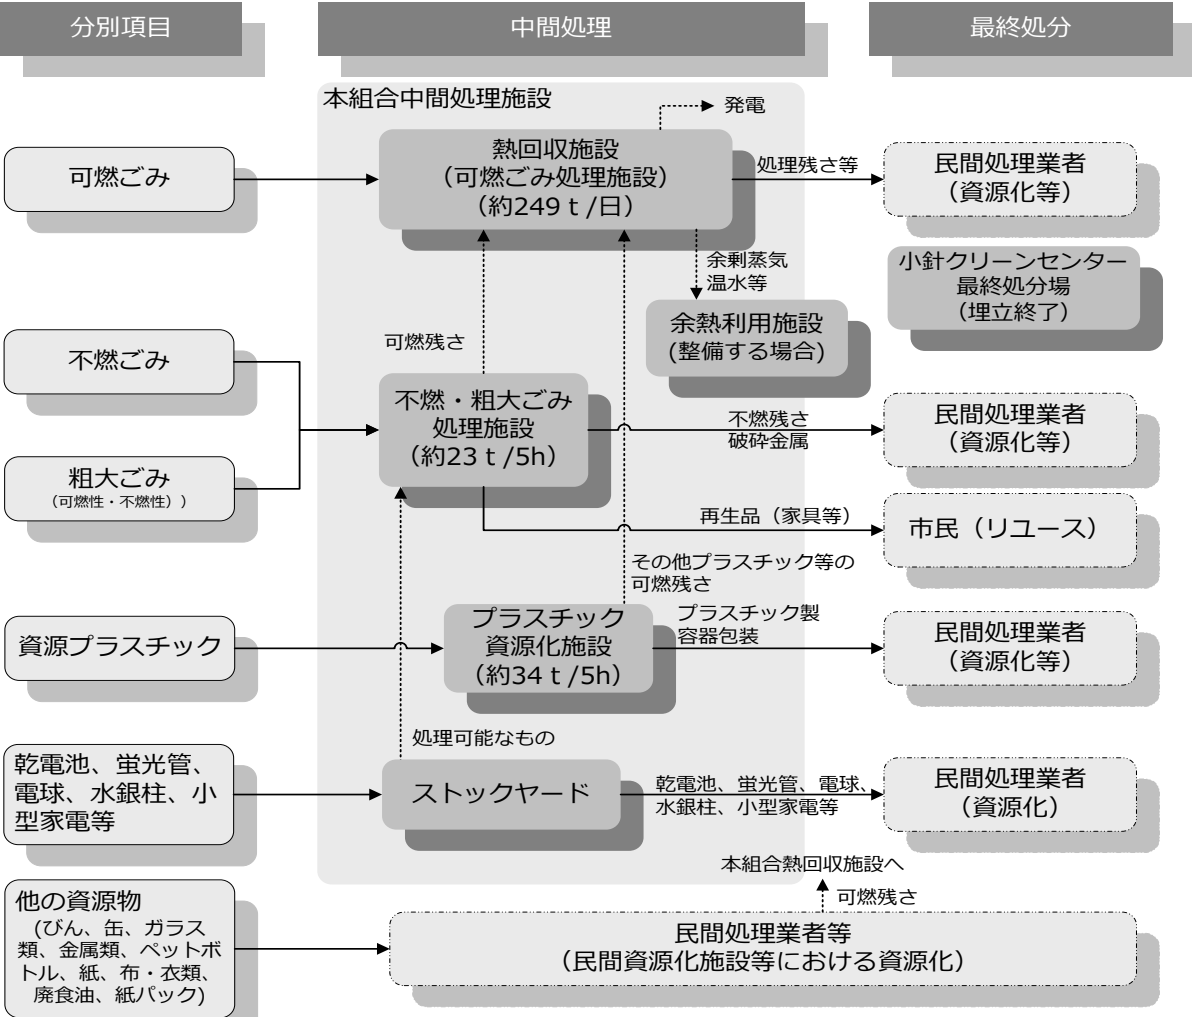 分別項目
中間処理
最終処分
本組合中間処理施設
発電
可燃ごみ
熱回収施設
(可燃ごみ処理施設)
(約249ｔ/日)
処理残さ等
民間処理業者
(資源化等)
余剰蒸気
温水等
小針クリーンセンター
最終処分場
(埋立終了)
余熱利用施設
(整備する場合)
可燃残さ
不燃ごみ
粗大ごみ
(可燃性・不燃性))
不燃・粗大ごみ
処理施設
(約23ｔ/5h)
不燃残さ
破砕金属
民間処理業者
(資源化等)
再生品(家具等)
市民(リユース)
その他プラスチック等の
可燃残さ
資源プラスチック
プラスチック
資源化施設
(約34ｔ/5h)
プラスチック製
容器包装
民間処理業者
(資源化等)
処理可能なもの
乾電池、蛍光管、
電球、水銀柱、小
型家電等
ストックヤード
乾電池、蛍光管、電球、
水銀柱、小型家電等
民間処理業者
(資源化)
本組合熱回収施設へ
可燃残さ
他の資源物
(びん、缶、ガラス
類、金属類、ペットボ
トル、紙、布・衣類、
廃食油、紙パック)
民間処理業者等
(民間資源化施設等における資源化)